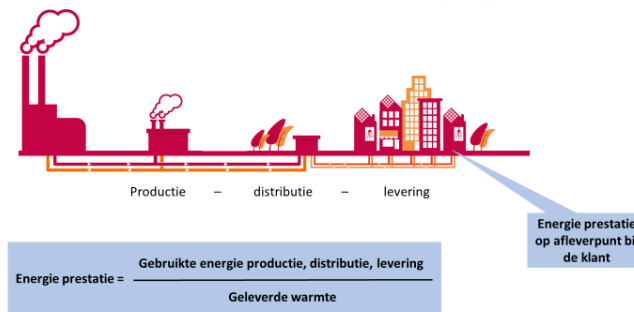 Productie – distributie – levering
Energie prestatie
op afleverpunt bi
de klant
Energie prestatie =
Gebruikte energie productie, distributie, levering
Geleverde warmte